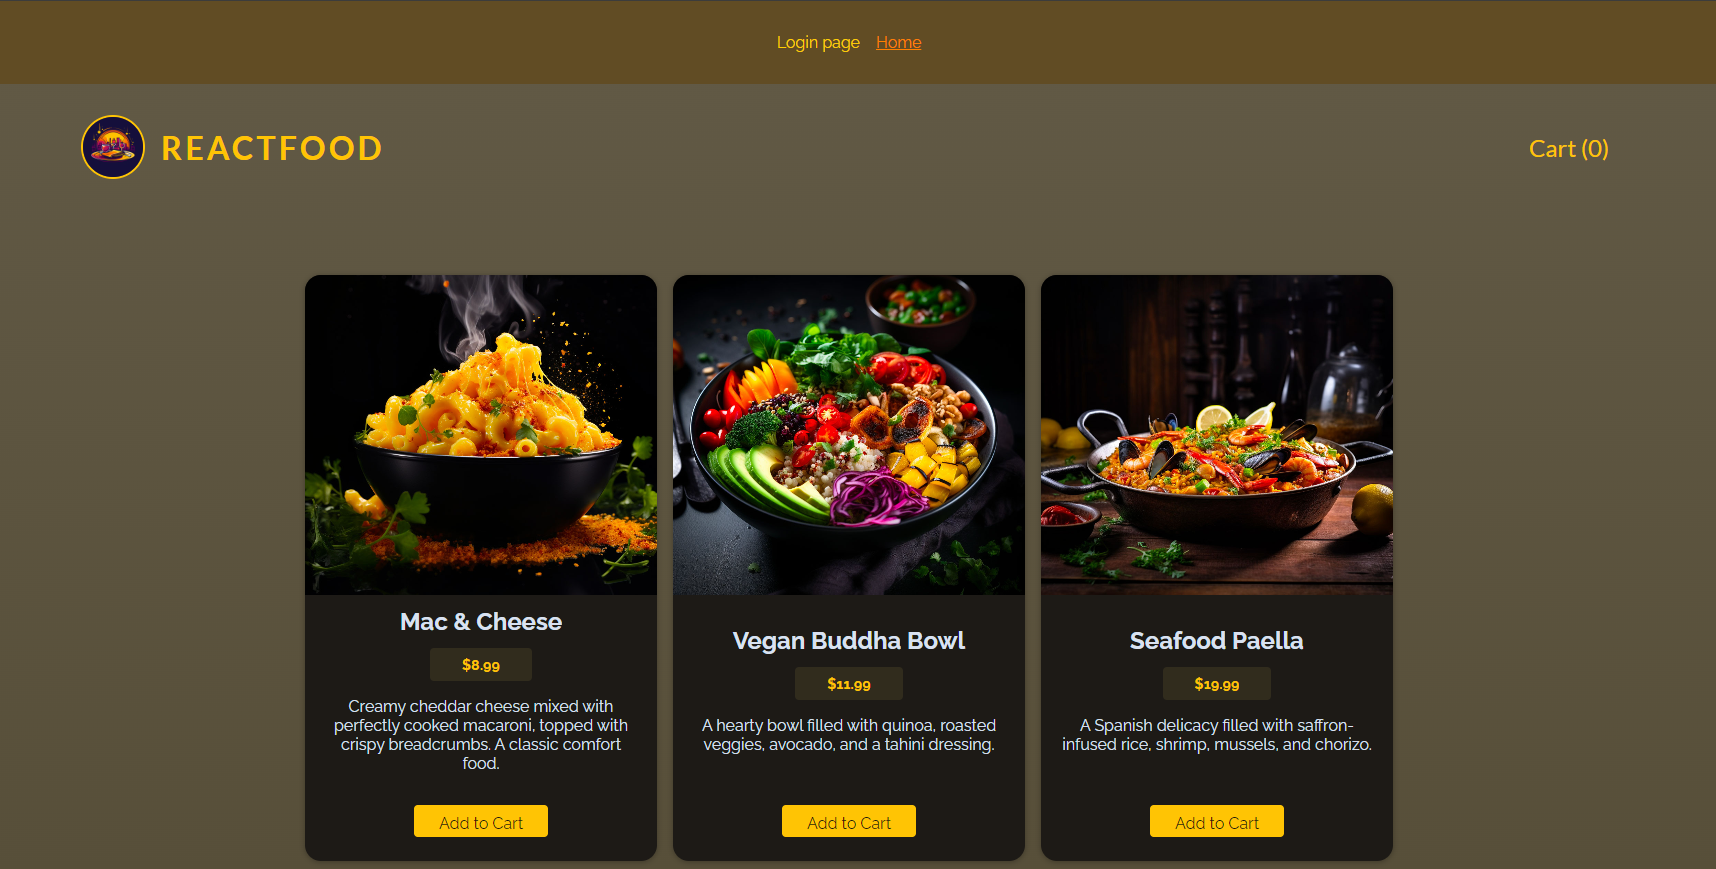 Login page Home
REACTFOOD
Cart (0)
Mac & Cheese
$8.99
Creamy cheddar cheese mixed with
perfectly cooked macaroni, topped with
crispy breadcrumbs. A classic comfort
food.
Add to Cart
Vegan Buddha Bowl
$11.99
A hearty bowl filled with quinoa, roasted
veggies, avocado, and a tahini dressing.
Add to Cart
Seafood Paella
$19.99
A Spanish delicacy filled with saffron-
infused rice, shrimp, mussels, and chorizo.
Add to Cart